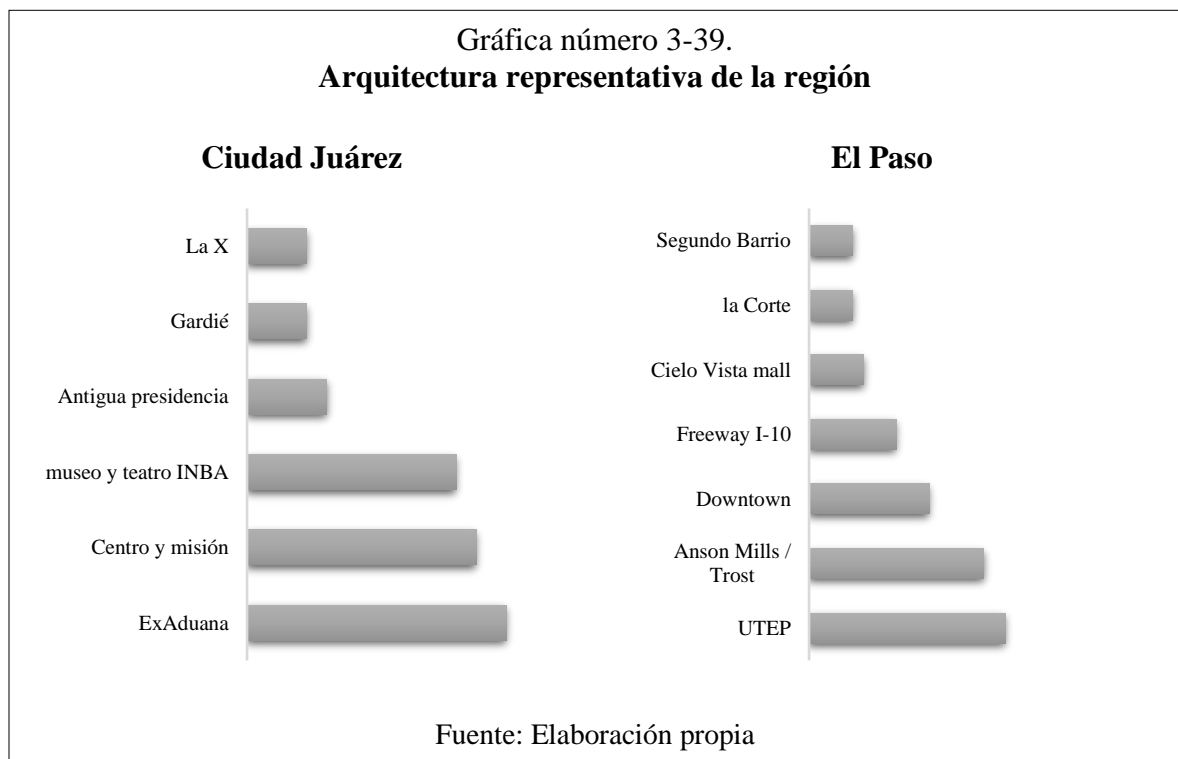 Gráfica número 3-39.
Arquitectura representativa de la región
Ciudad Juárez
La X
Gardié
Antigua presidencia
museo y teatro INBA
Centro y misión
ExAduana
El Paso
Segundo Barrio
la Corte
Cielo Vista mall
Freeway I-10
Downtown
Anson Mills /
Trost
UTEP
Fuente: Elaboración propia